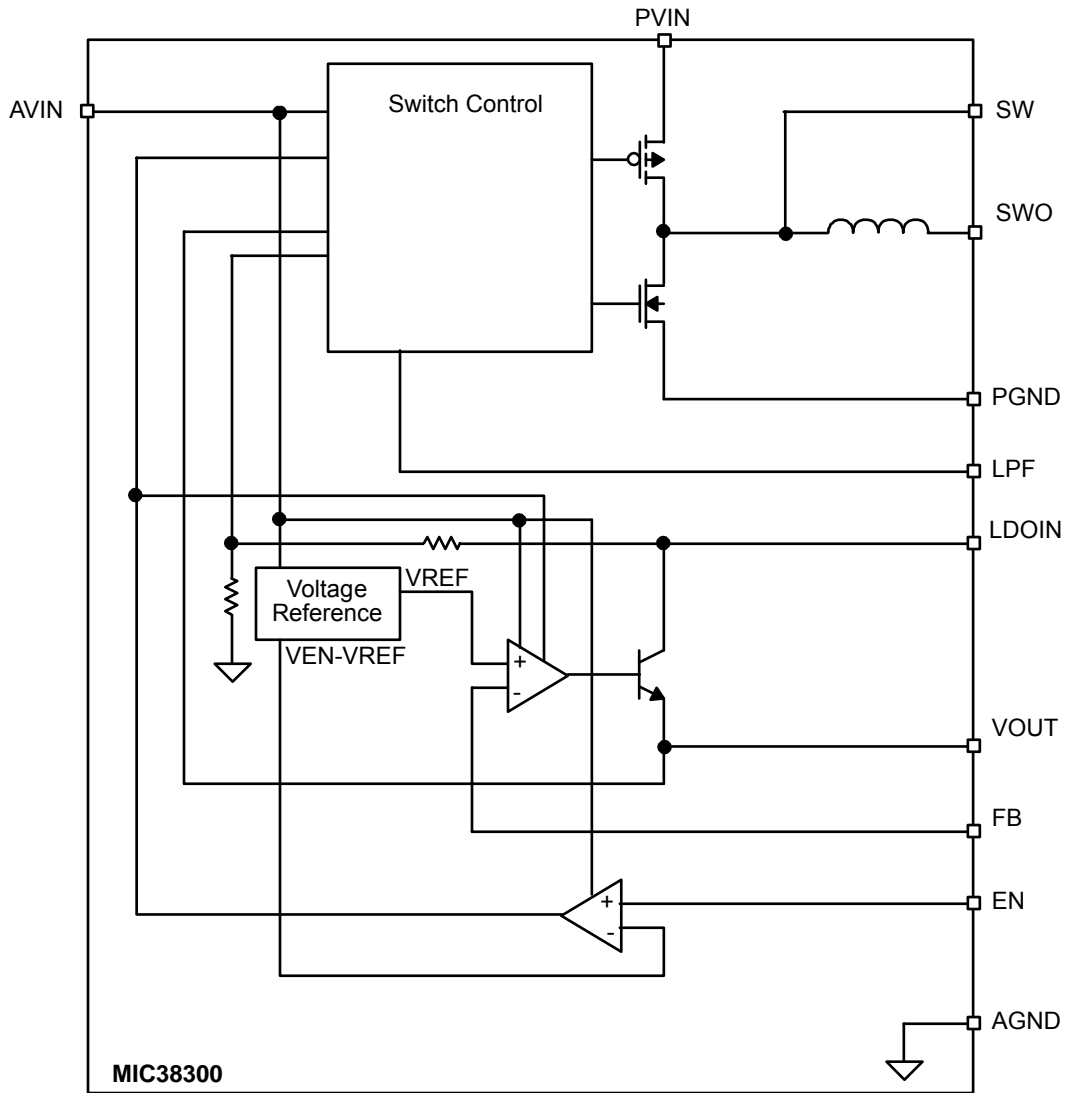 PVIN
AVIN
Switch Control
SW
SWO
PGND
LPF
LDOIN
Voltage
Reference
VREF
VEN-VREF
+
-
VOUT
FB
EN
+
-
AGND
MIC38300